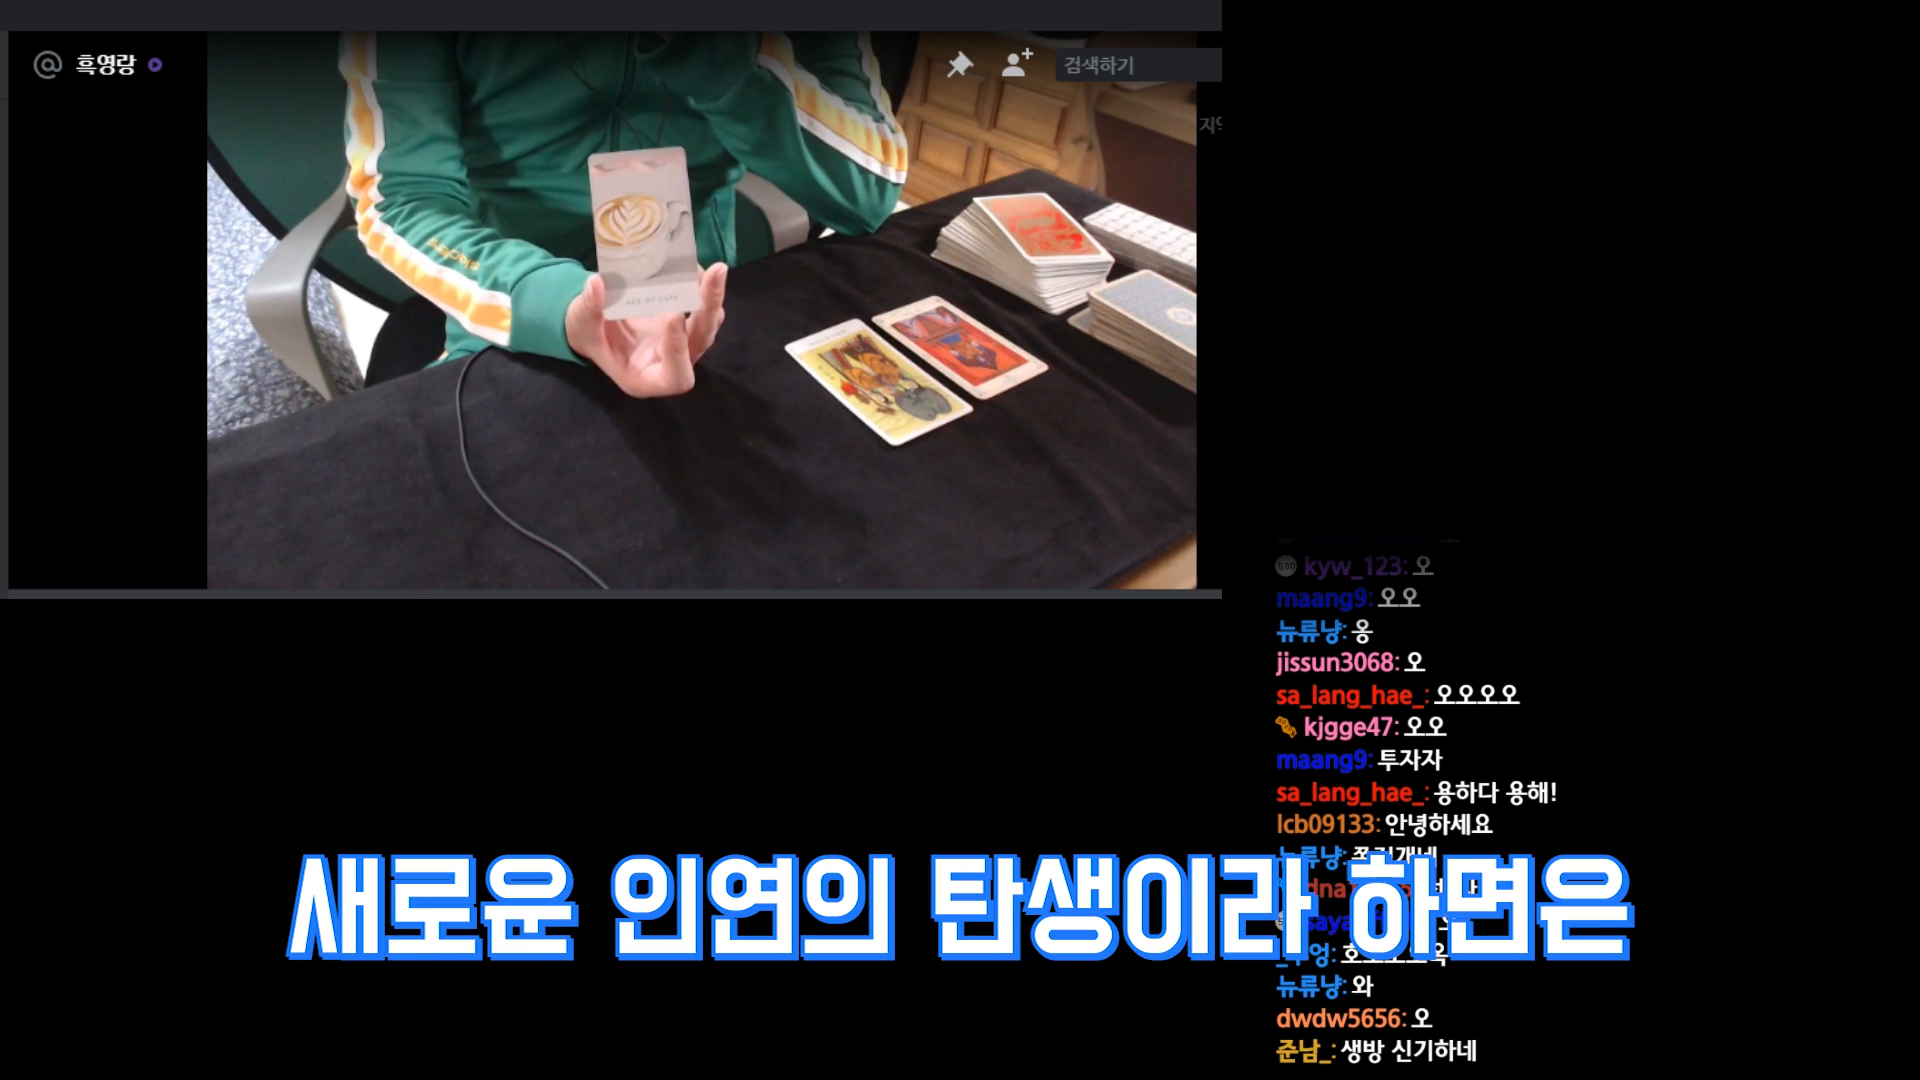 흑영랑
검색하기
ACE OF CUPS
kyw_123: 오
maang9: 오오
뉴류냥: 옹
jissun3068: 오
sa_lang_hae_: 오오오오
kjgge47: 오오
maang9: 투자자
sa_lang_hae_: 용하다 용해!
lcb09133: 안녕하세요
뉴류냥:
새로운 인연의 탄생이라 하면은
뉴류냥: 와
dwdw5656: 오
준남_: 생방 신기하네